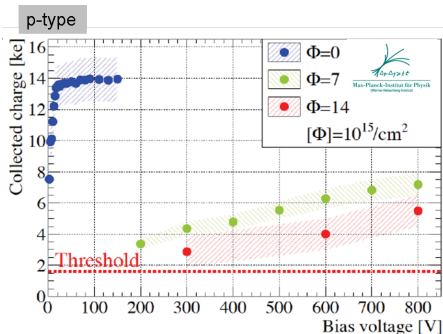 p-type
Collected charge [ke]
16
14
12
10
8
6
4
2
0
Φ=0
Φ=7
Φ=14
[Φ]=10¹⁵/cm²
Max-Planck-Institut für Physik
Threshold
0 100 200 300 400 500 600 700 800
Bias voltage [V]